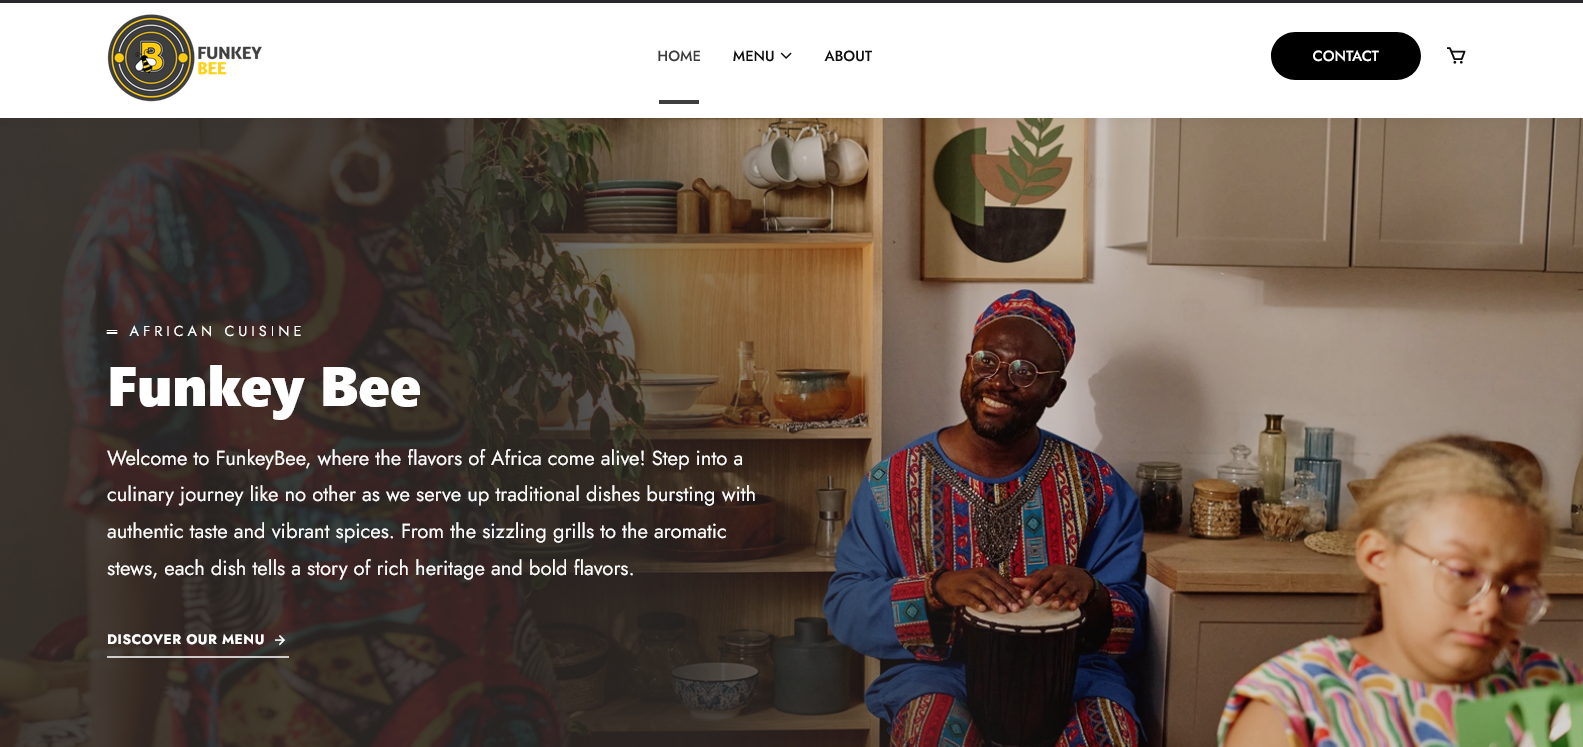 B
FUNKEY
BEE
HOME
MENU
ABOUT
CONTACT
AFRICAN CUISINE
Funkey Bee
Welcome to FunkeyBee, where the flavors of Africa come alive! Step into a
culinary journey like no other as we serve up traditional dishes bursting with
authentic taste and vibrant spices. From the sizzling grills to the aromatic
stews, each dish tells a story of rich heritage and bold flavors.
DISCOVER OUR MENU →